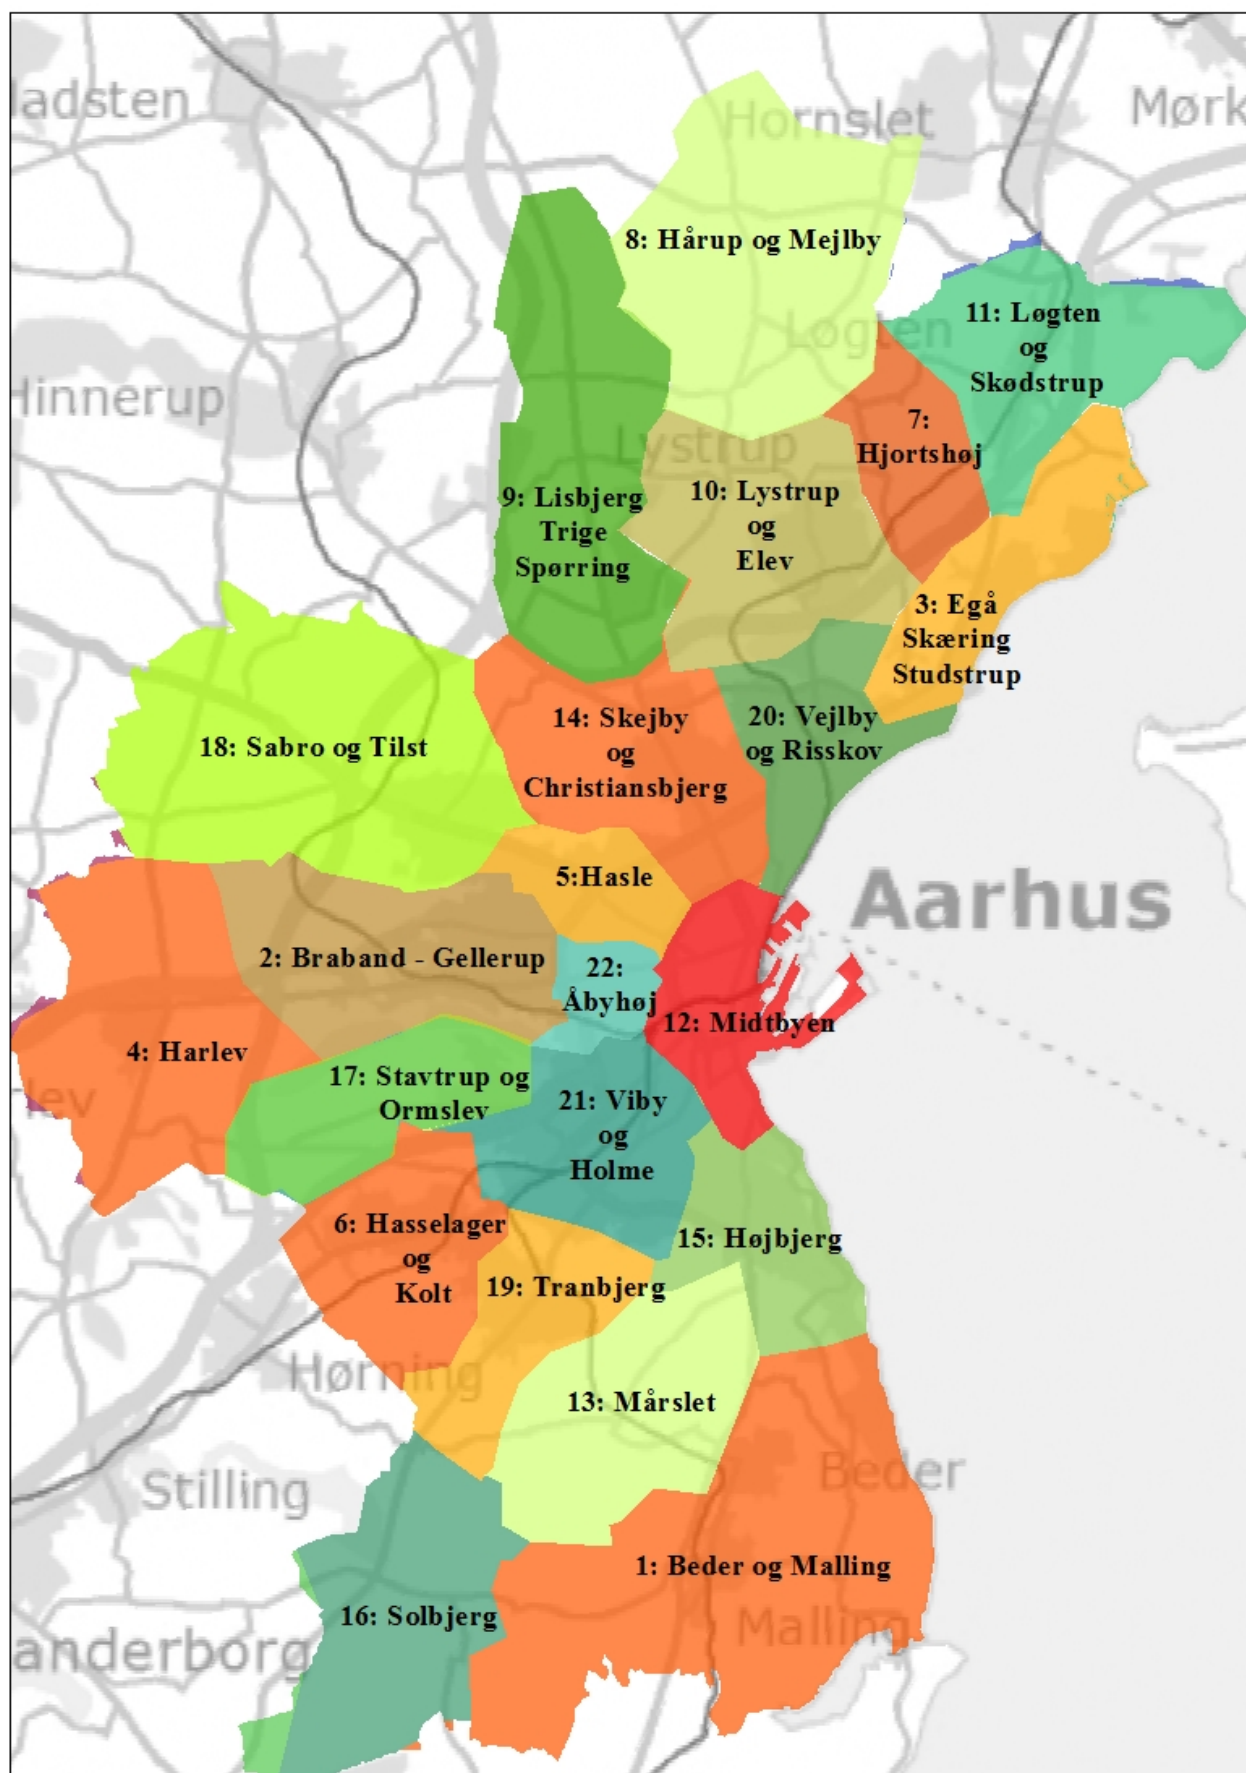 adsten
Hornslet
Mørk
8: Hårup og Mejlby
11: Løgten
og
Skødstrup
Løgten
Hinnerup
7:
Hjortshøj
Lystrup
9: Lisbjerg
Trige
Spørring
10: Lystrup
og
Elev
3: Egå
Skæring
Studstrup
14: Skejby
og
Christiansbjerg
20: Vejlby
og Risskov
18: Sabro og Tilst
5:Hasle
Aarhus
2: Braband - Gellerup
22:
Åbyhøj
12: Midtbyen
4: Harlev
lev
17: Stavtrup og
Ormslev
21: Viby
og
Holme
6: Hasselager
og
Kolt
15: Højbjerg
19: Tranbjerg
Hørning
13: Mårslet
Stilling
Beder
1: Beder og Malling
16: Solbjerg
Malling
anderborg